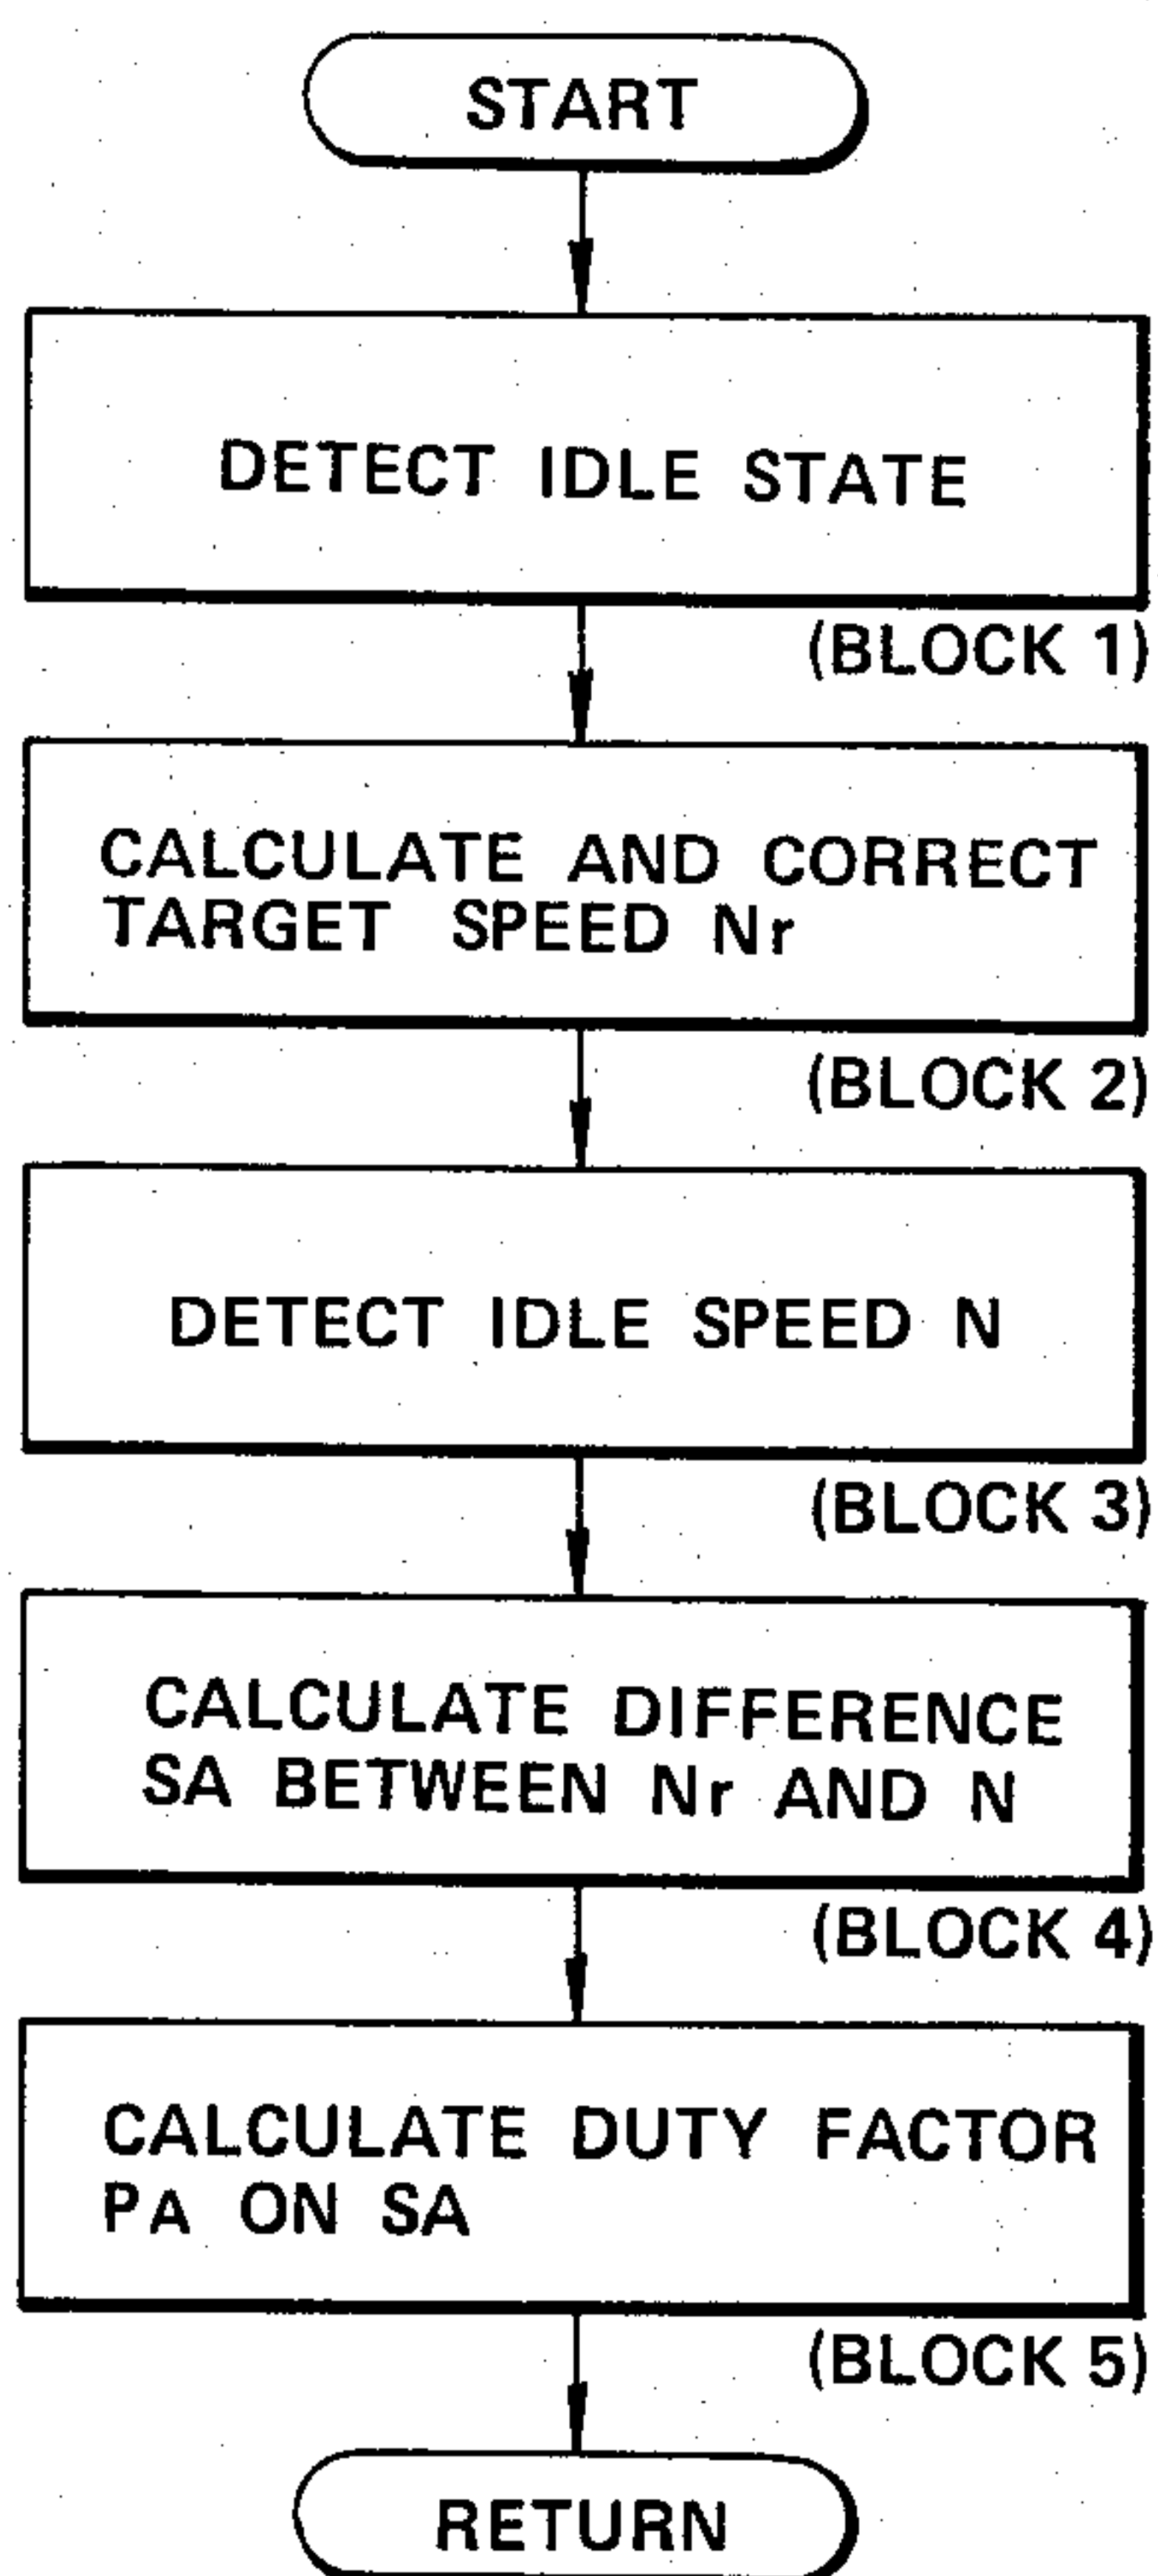 START
DETECT IDLE STATE
(BLOCK 1)
CALCULATE AND CORRECT
TARGET SPEED Nr
(BLOCK 2)
DETECT IDLE SPEED N
(BLOCK 3)
CALCULATE DIFFERENCE
SA BETWEEN Nr AND N
(BLOCK 4)
CALCULATE DUTY FACTOR
PA ON SA
(BLOCK 5)
RETURN